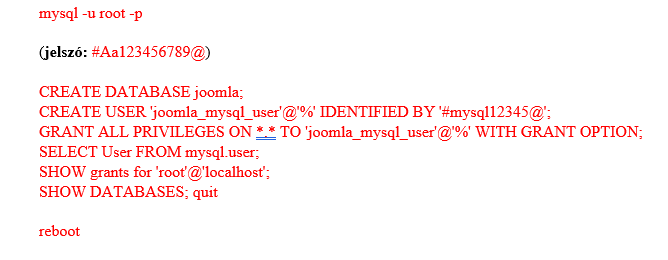 mysql -u root -p
(jelszó: #Aa123456789@)
CREATE DATABASE joomla;
CREATE USER 'joomla_mysql_user'@'%' IDENTIFIED BY '#mysql12345@';
GRANT ALL PRIVILEGES ON *.* TO 'joomla_mysql_user'@'%' WITH GRANT OPTION;
SELECT User FROM mysql.user;
SHOW grants for 'root'@'localhost';
SHOW DATABASES; quit
reboot